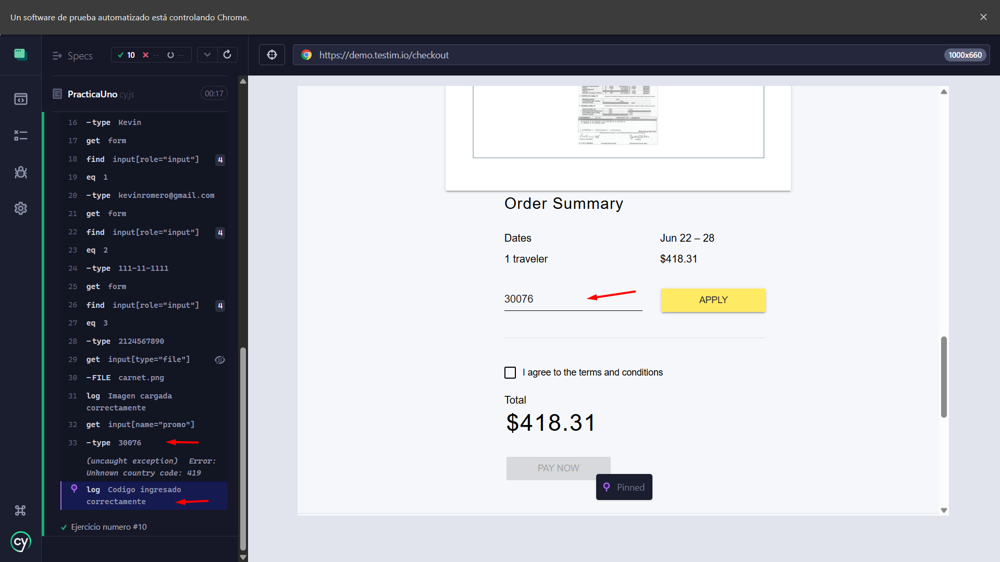 Un software de prueba automatizado está controlando Chrome.
Specs
10 -- --
https://demo.testim.io/checkout
1000x660
PracticaUno.cy.js
00:17
16 -type Kevin
17 get form
18 find input[role="input"] 4
19 eq 1
20 -type kevinromero@gmail.com
21 get form
22 find input[role="input"] 4
23 eq 2
24 -type 111-11-1111
25 get form
26 find input[role="input"] 4
27 eq 3
28 -type 2124567890
29 get input[type="file"]
30 -FILE carnet.png
31 log Imagen cargada
correctamente
32 get input[name="promo"]
33 -type 30076
(uncaught exception) Error:
Unknown country code: 419
log Codigo ingresado
correctamente
Ejercicio numero #10
cy
Order Summary
Dates Jun 22 – 28
1 traveler $418.31
30076 APPLY
I agree to the terms and conditions
Total
$418.31
PAY NOW
Pinned